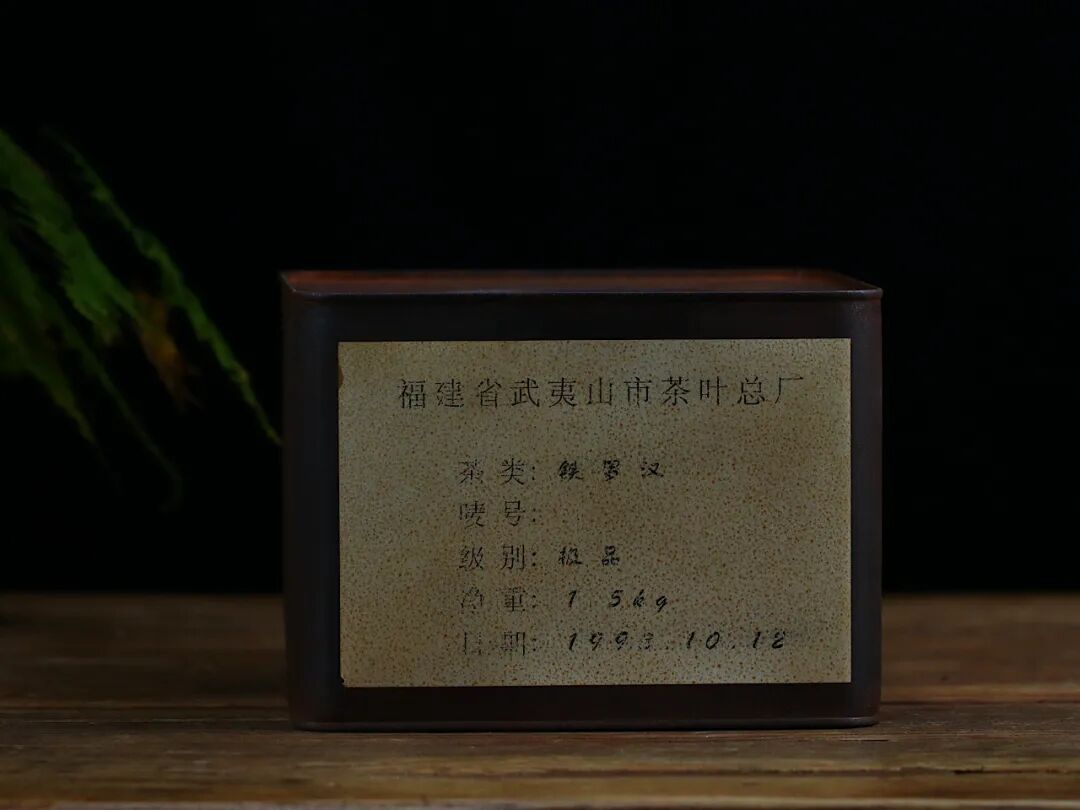 福建省武夷山市茶叶总厂
茶类: 铁罗汉
唛号:
级别: 极品
净重: 1.5kg
日期: 1993.10.12